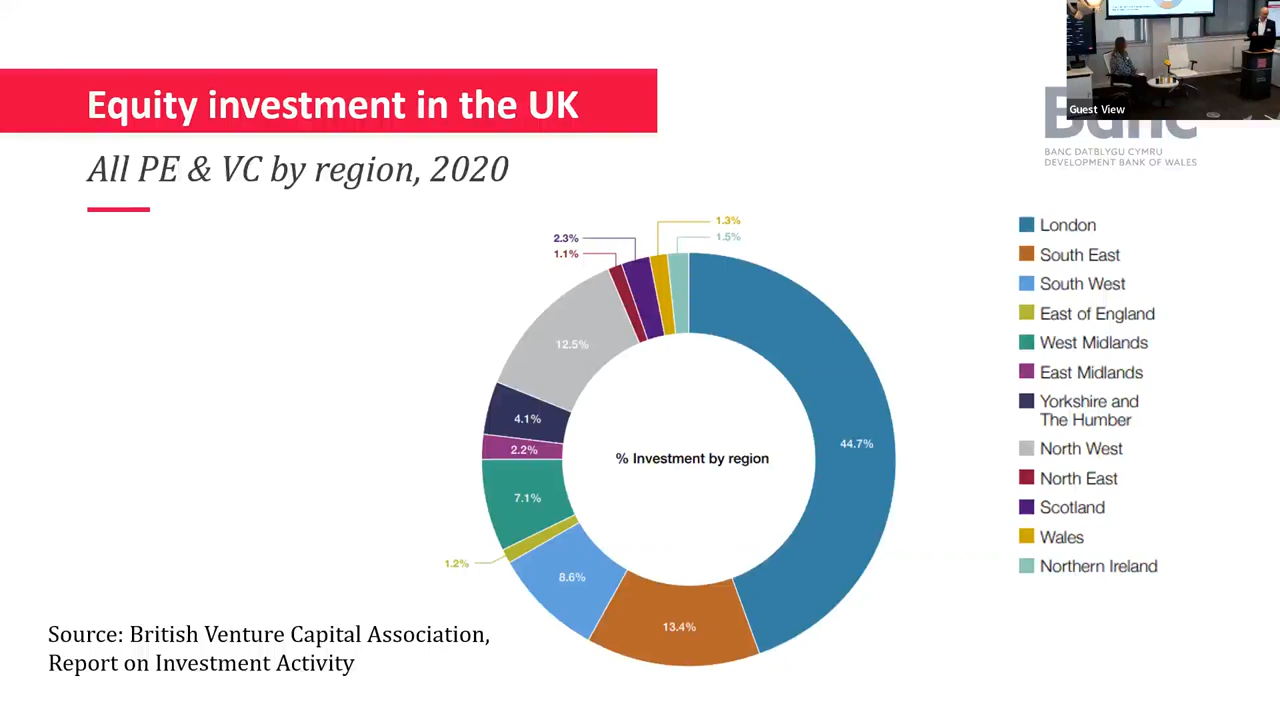 Equity investment in the UK
All PE & VC by region, 2020
Guest View
Banc
BANC DATBLYGU CYMRU
DEVELOPMENT BANK OF WALES
1.3%
1.5%
2.3%
1.1%
12.5%
4.1%
2.2%
7.1%
1.2%
8.6%
13.4%
44.7%
% Investment by region
London
South East
South West
East of England
West Midlands
East Midlands
Yorkshire and
The Humber
North West
North East
Scotland
Wales
Northern Ireland
Source: British Venture Capital Association,
Report on Investment Activity